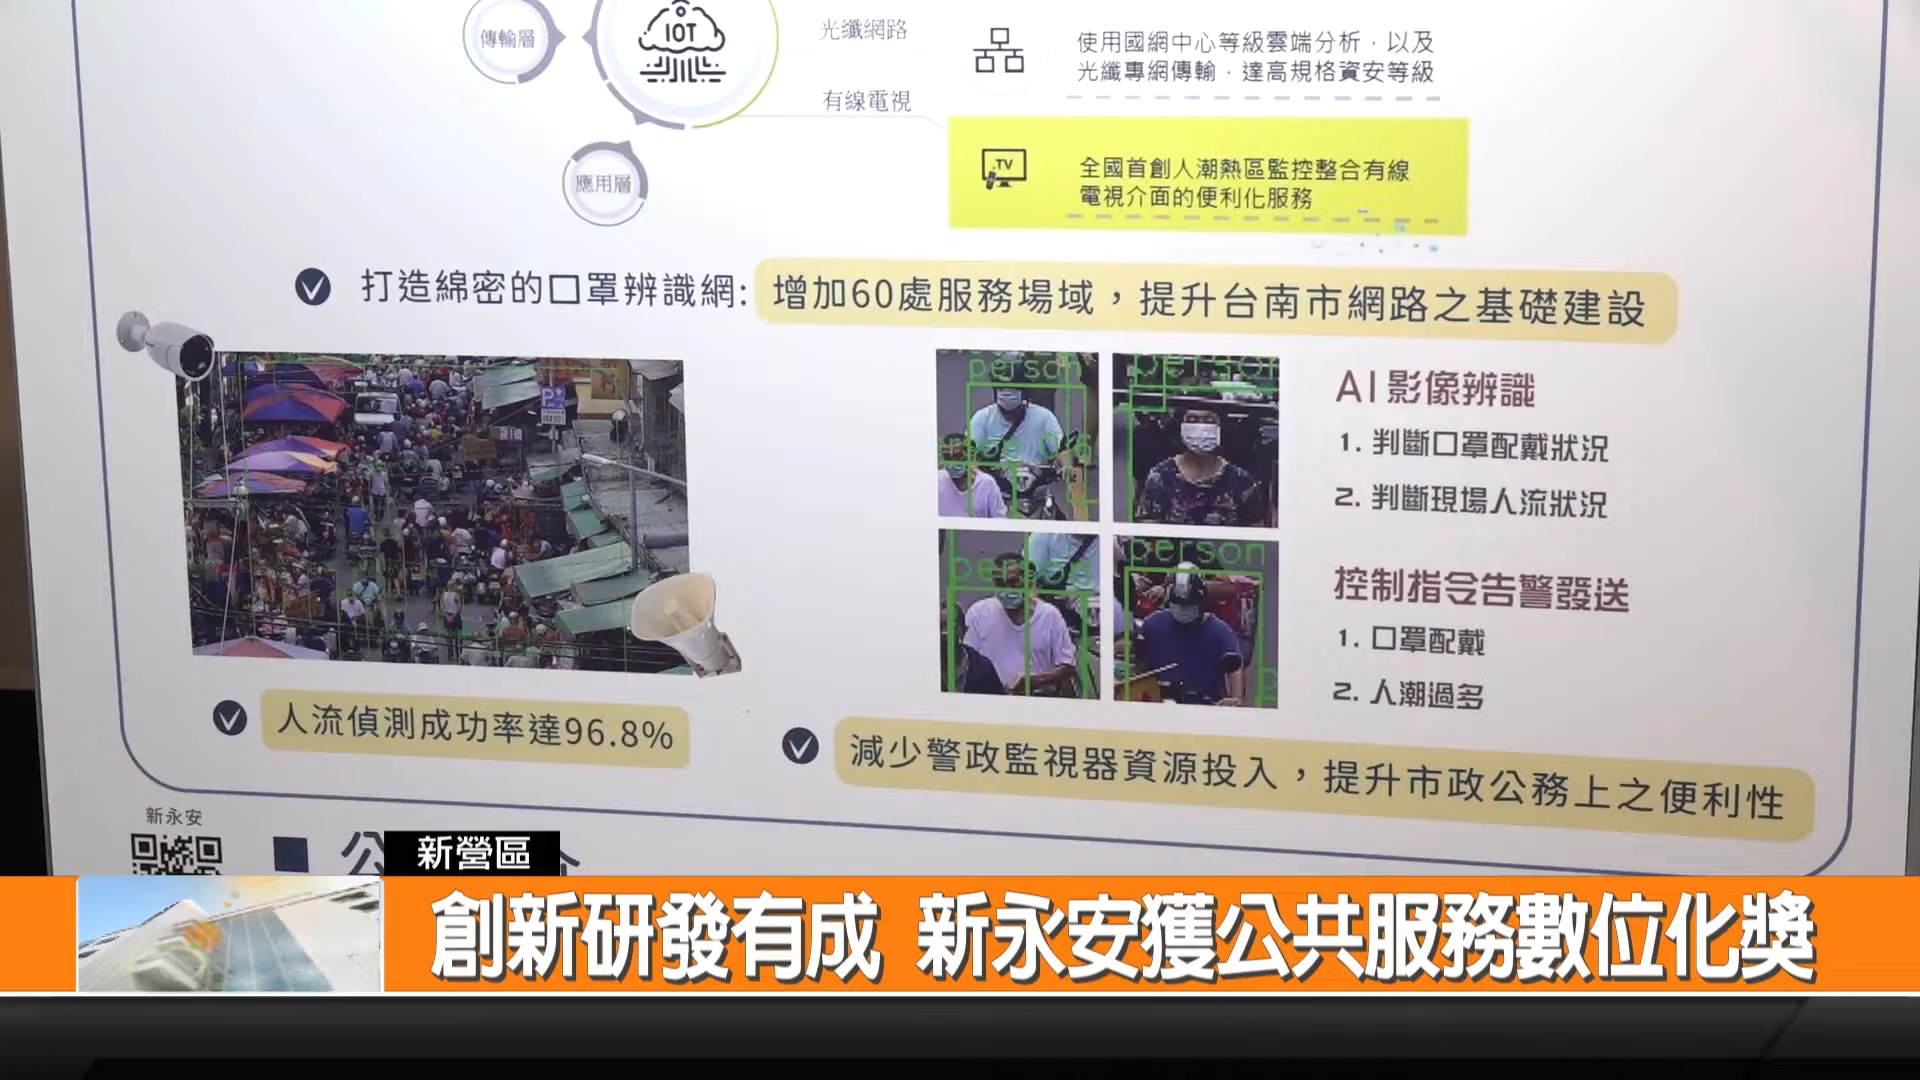 傳輸層
IOT
光纖網路
有線電視
使用國網中心等級雲端分析，以及
光纖專網傳輸，達高規格資安等級
應用層
TV
全國首創人潮熱區監控整合有線
電視介面的便利化服務
打造綿密的口罩辨識網: 增加60處服務場域，提升台南市網路之基礎建設
person
person
person
AI影像辨識
1. 判斷口罩配戴狀況
2. 判斷現場人流狀況
person
控制指令告警發送
1. 口罩配戴
2. 人潮過多
人流偵測成功率達96.8%
減少警政監視器資源投入，提升市政公務上之便利性
新永安
公
新營區
創新研發有成 新永安獲公共服務數位化獎